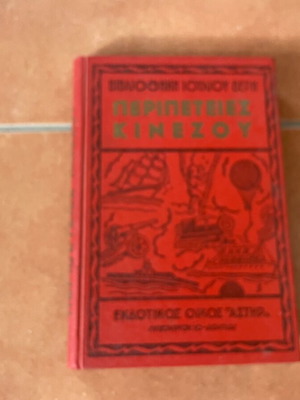 ΒΙΒΛΙΟΘΗΚΗ ΙΟΥΛΙΟΥ ΒΕΡΝ
ΠΕΡΙΠΕΤΕΙΕΣ
ΚΙΝΕΖΟΥ
ΕΚΔΟΤΙΚΟΣ ΟΙΚΟΣ "ΑΣΤΗΡ"